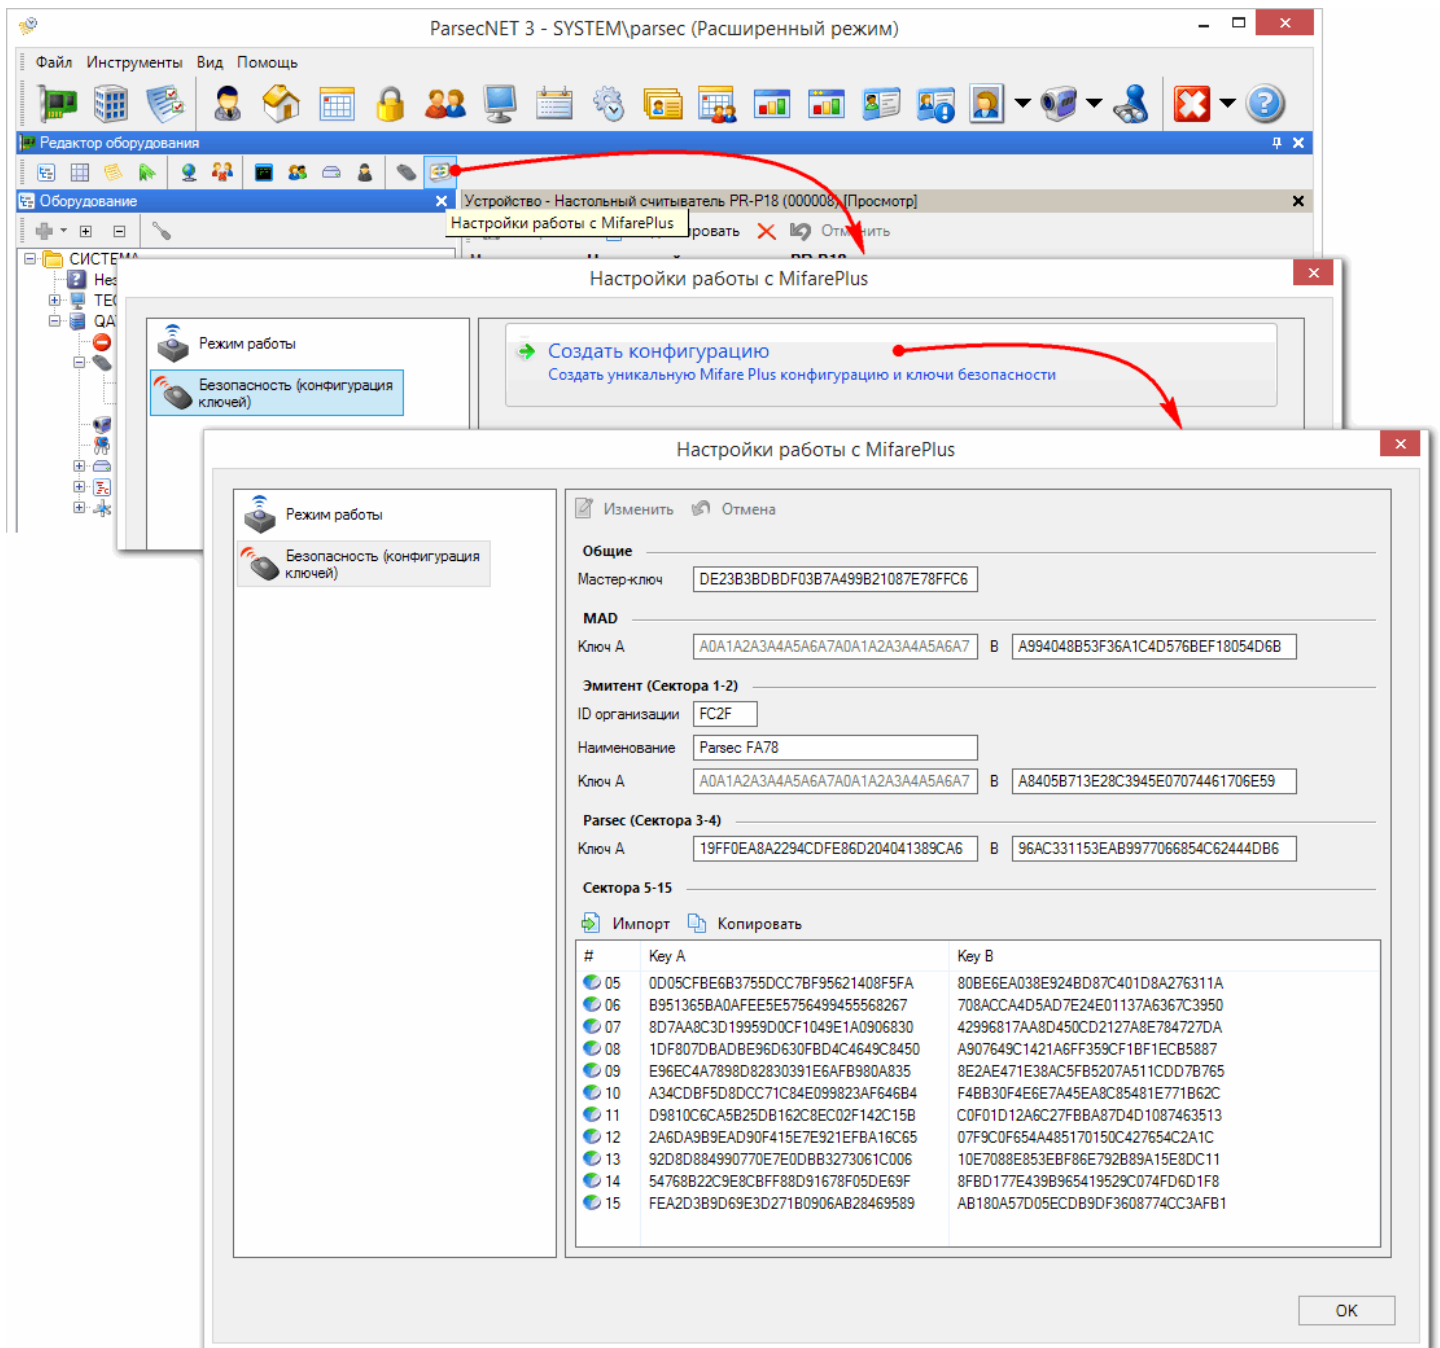 ParsecNET 3 - SYSTEM\parsec (Расширенный режим)
Файл Инструменты Вид Помощь
Редактор оборудования
Оборудование
Устройство - Настольный считыватель PR-P18 (000008) [Просмотр]
Настройки работы с MifarePlus
СИСТЕМА
Настройки работы с MifarePlus
Режим работы
Безопасность (конфигурация
ключей)
Создать конфигурацию
Создать уникальную Mifare Plus конфигурацию и ключи безопасности
Настройки работы с MifarePlus
Режим работы
Безопасность (конфигурация
ключей)
Изменить Отмена
Общие
Мастер-ключ DE23B3BDBDF03B7A499B21087E78FFC6
MAD
Ключ A A0A1A2A3A4A5A6A7A0A1A2A3A4A5A6A7 B A994048B53F36A1C4D576BEF18054D6B
Эмитент (Сектора 1-2)
ID организации FC2F
Наименование Parsec FA78
Ключ A A0A1A2A3A4A5A6A7A0A1A2A3A4A5A6A7 B A8405B713E28C3945E07074461706E59
Parsec (Сектора 3-4)
Ключ A 19FF0EA8A2294CDFE86D204041389CA6 B 96AC331153EAB9977066854C62444DB6
Сектора 5-15
Импорт Копировать
# Key A Key B
05 0D05CFBE6B3755DCC7BF95621408F5FA 80BE6EA038E924BD87C401D8A276311A
06 B951365BA0AFEE5E5756499455568267 708ACCA4D5AD7E24E01137A6367C3950
07 8D7AA8C3D19959D0CF1049E1A0906830 42996817AA8D450CD2127A8E784727DA
08 1DF807DBADBE96D630FBD4C4649C8450 A907649C1421A6FF359CF1BF1ECB5887
09 E96EC4A7898D82830391E6AFB980A835 8E2AE471E38AC5FB5207A511CDD7B765
10 A34CDBF5D8DCC71C84E099823AF646B4 F4BB30F4E6E7A45EA8C85481E771B62C
11 D9810C6CA5B25DB162C8EC02F142C15B C0F01D12A6C27FBBA87D4D1087463513
12 2A6DA9B9EAD90F415E7E921EFBA16C65 07F9C0F654A485170150C427654C2A1C
13 92D8D884990770E7E0DBB3273061C006 10E7088E853EBF86E792B89A15E8DC11
14 54768B22C9E8CBFF88D91678F05DE69F 8FBD177E439B965419529C074FD6D1F8
15 FEA2D3B9D69E3D271B0906AB28469589 AB180A57D05ECDB9DF3608774CC3AFB1
OK